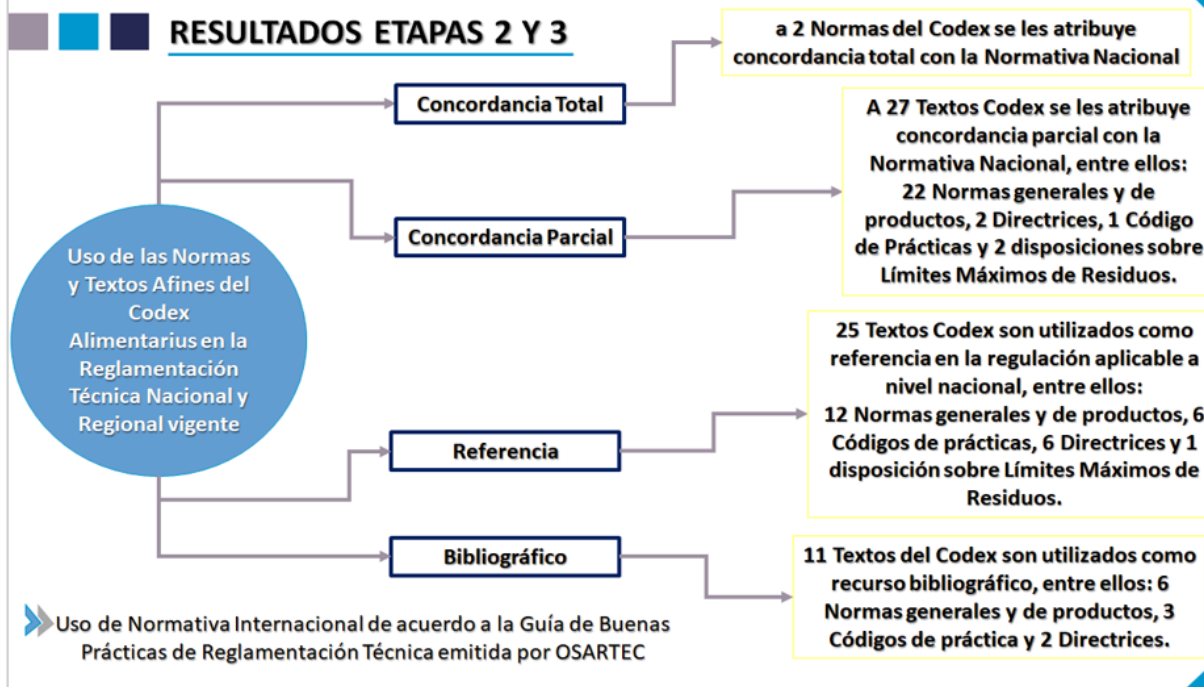 RESULTADOS ETAPAS 2 Y 3
a 2 Normas del Codex se les atribuye
concordancia total con la Normativa Nacional
Concordancia Total
A 27 Textos Codex se les atribuye
concordancia parcial con la
Normativa Nacional, entre ellos:
22 Normas generales y de
productos, 2 Directrices, 1 Código
de Prácticas y 2 disposiciones sobre
Límites Máximos de Residuos.
Concordancia Parcial
Uso de las Normas
y Textos Afines del
Codex
Alimentarius en la
Reglamentación
Técnica Nacional y
Regional vigente
25 Textos Codex son utilizados como
referencia en la regulación aplicable a
nivel nacional, entre ellos:
12 Normas generales y de productos, 6
Códigos de prácticas, 6 Directrices y 1
disposición sobre Límites Máximos de
Residuos.
Referencia
Bibliográfico
11 Textos del Codex son utilizados como
recurso bibliográfico, entre ellos: 6
Normas generales y de productos, 3
Códigos de práctica y 2 Directrices.
Uso de Normativa Internacional de acuerdo a la Guía de Buenas
Prácticas de Reglamentación Técnica emitida por OSARTEC